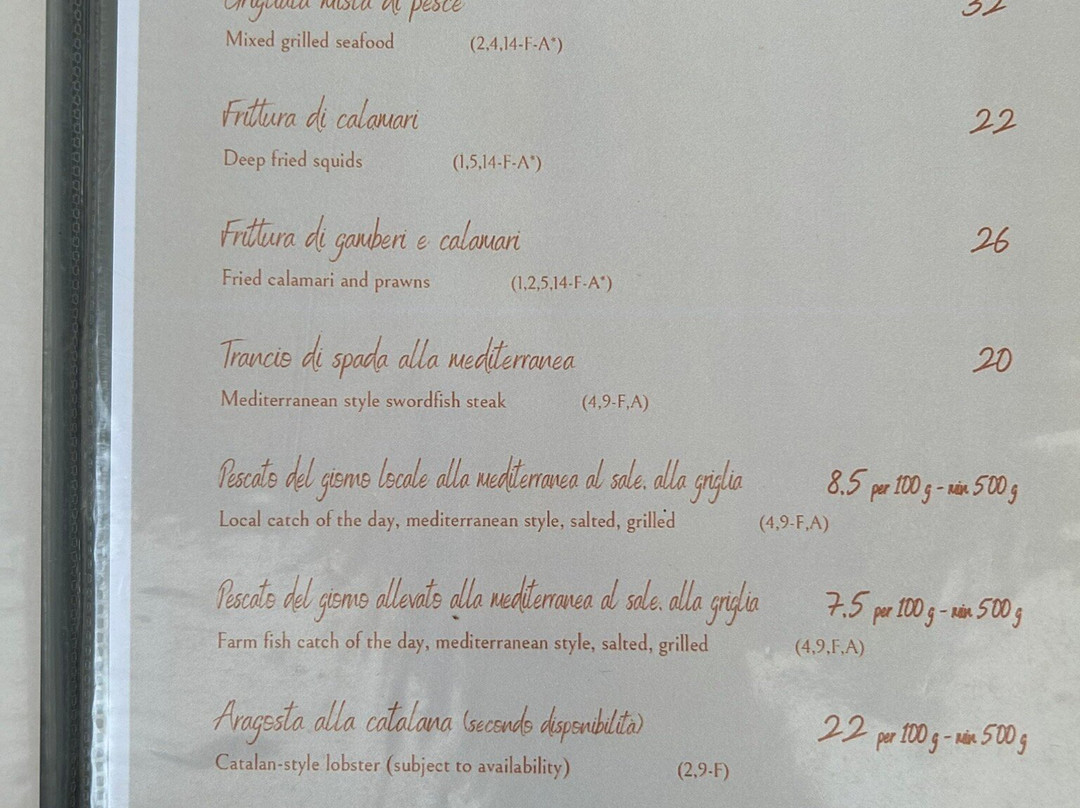 Grigliata mista di pesce 32
Mixed grilled seafood (2,4,14-F-A*)
Frittura di calamari 22
Deep fried squids (1,5,14-F-A*)
Frittura di gamberi e calamari 26
Fried calamari and prawns (1,2,5,14-F-A*)
Trancio di spada alla mediterranea 20
Mediterranean style swordfish steak (4,9-F,A)
Pescato del giorno locale alla mediterranea al sale, alla griglia 8.5 per 100 g - min 500 g
Local catch of the day, mediterranean style, salted, grilled (4,9-F,A)
Pescato del giorno allevato alla mediterranea al sale, alla griglia 7.5 per 100 g - min 500 g
Farm fish catch of the day, mediterranean style, salted, grilled (4,9,F,A)
Aragosta alla catalana (secondo disponibilità) 22 per 100 g - min 500 g
Catalan-style lobster (subject to availability) (2,9-F)